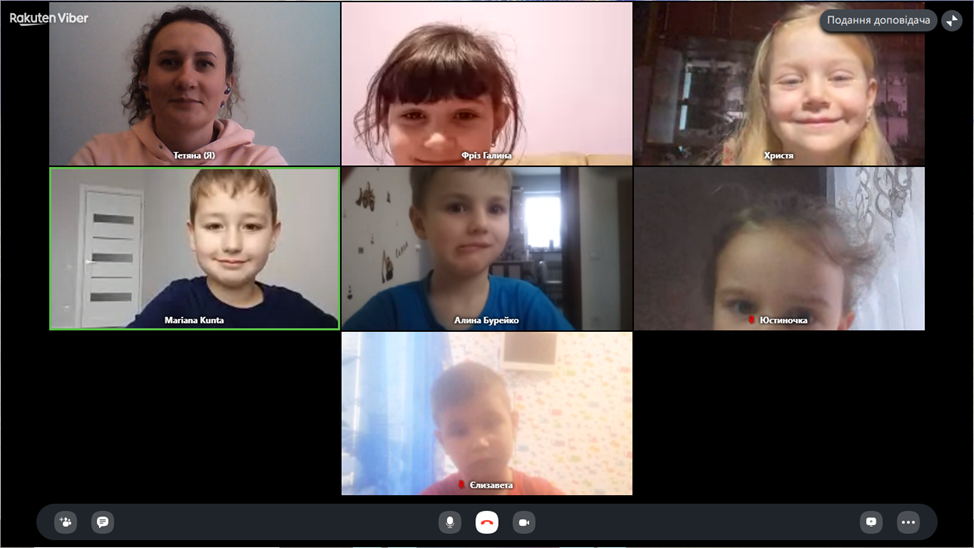 Rakuten Viber
Подання доповідача
Тетяна (Я)
Фріз Галина
Христя
Mariana Kunta
Алина Бурейко
Юстиночка
Єлизавета